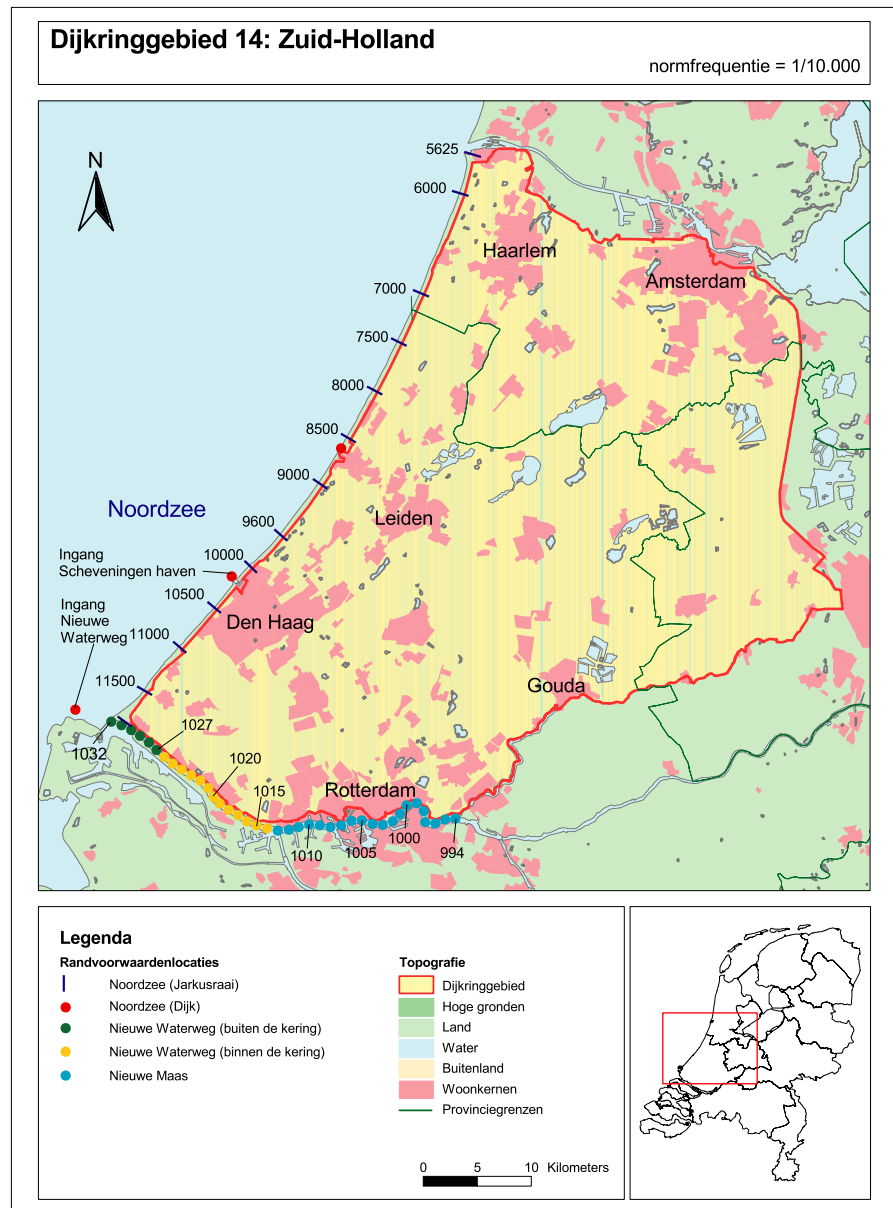 Dijkringgebied 14: Zuid-Holland
normfrequentie = 1/10.000
N
5625
6000
7000
7500
8000
8500
9000
9600
10000
10500
11000
11500
Haarlem
Amsterdam
Noordzee
Leiden
Ingang
Scheveningen haven
Ingang
Nieuwe
Waterweg
Den Haag
Gouda
1032
1027
1020
1015
Rotterdam
1010
1005
1000
994
Legenda
Randvoorwaardenlocaties
Noordzee (Jarkusraai)
Noordzee (Dijk)
Nieuwe Waterweg (buiten de kering)
Nieuwe Waterweg (binnen de kering)
Nieuwe Maas
Topografie
Dijkringgebied
Hoge gronden
Land
Water
Buitenland
Woonkernen
Provinciegrenzen
0 5 10 Kilometers